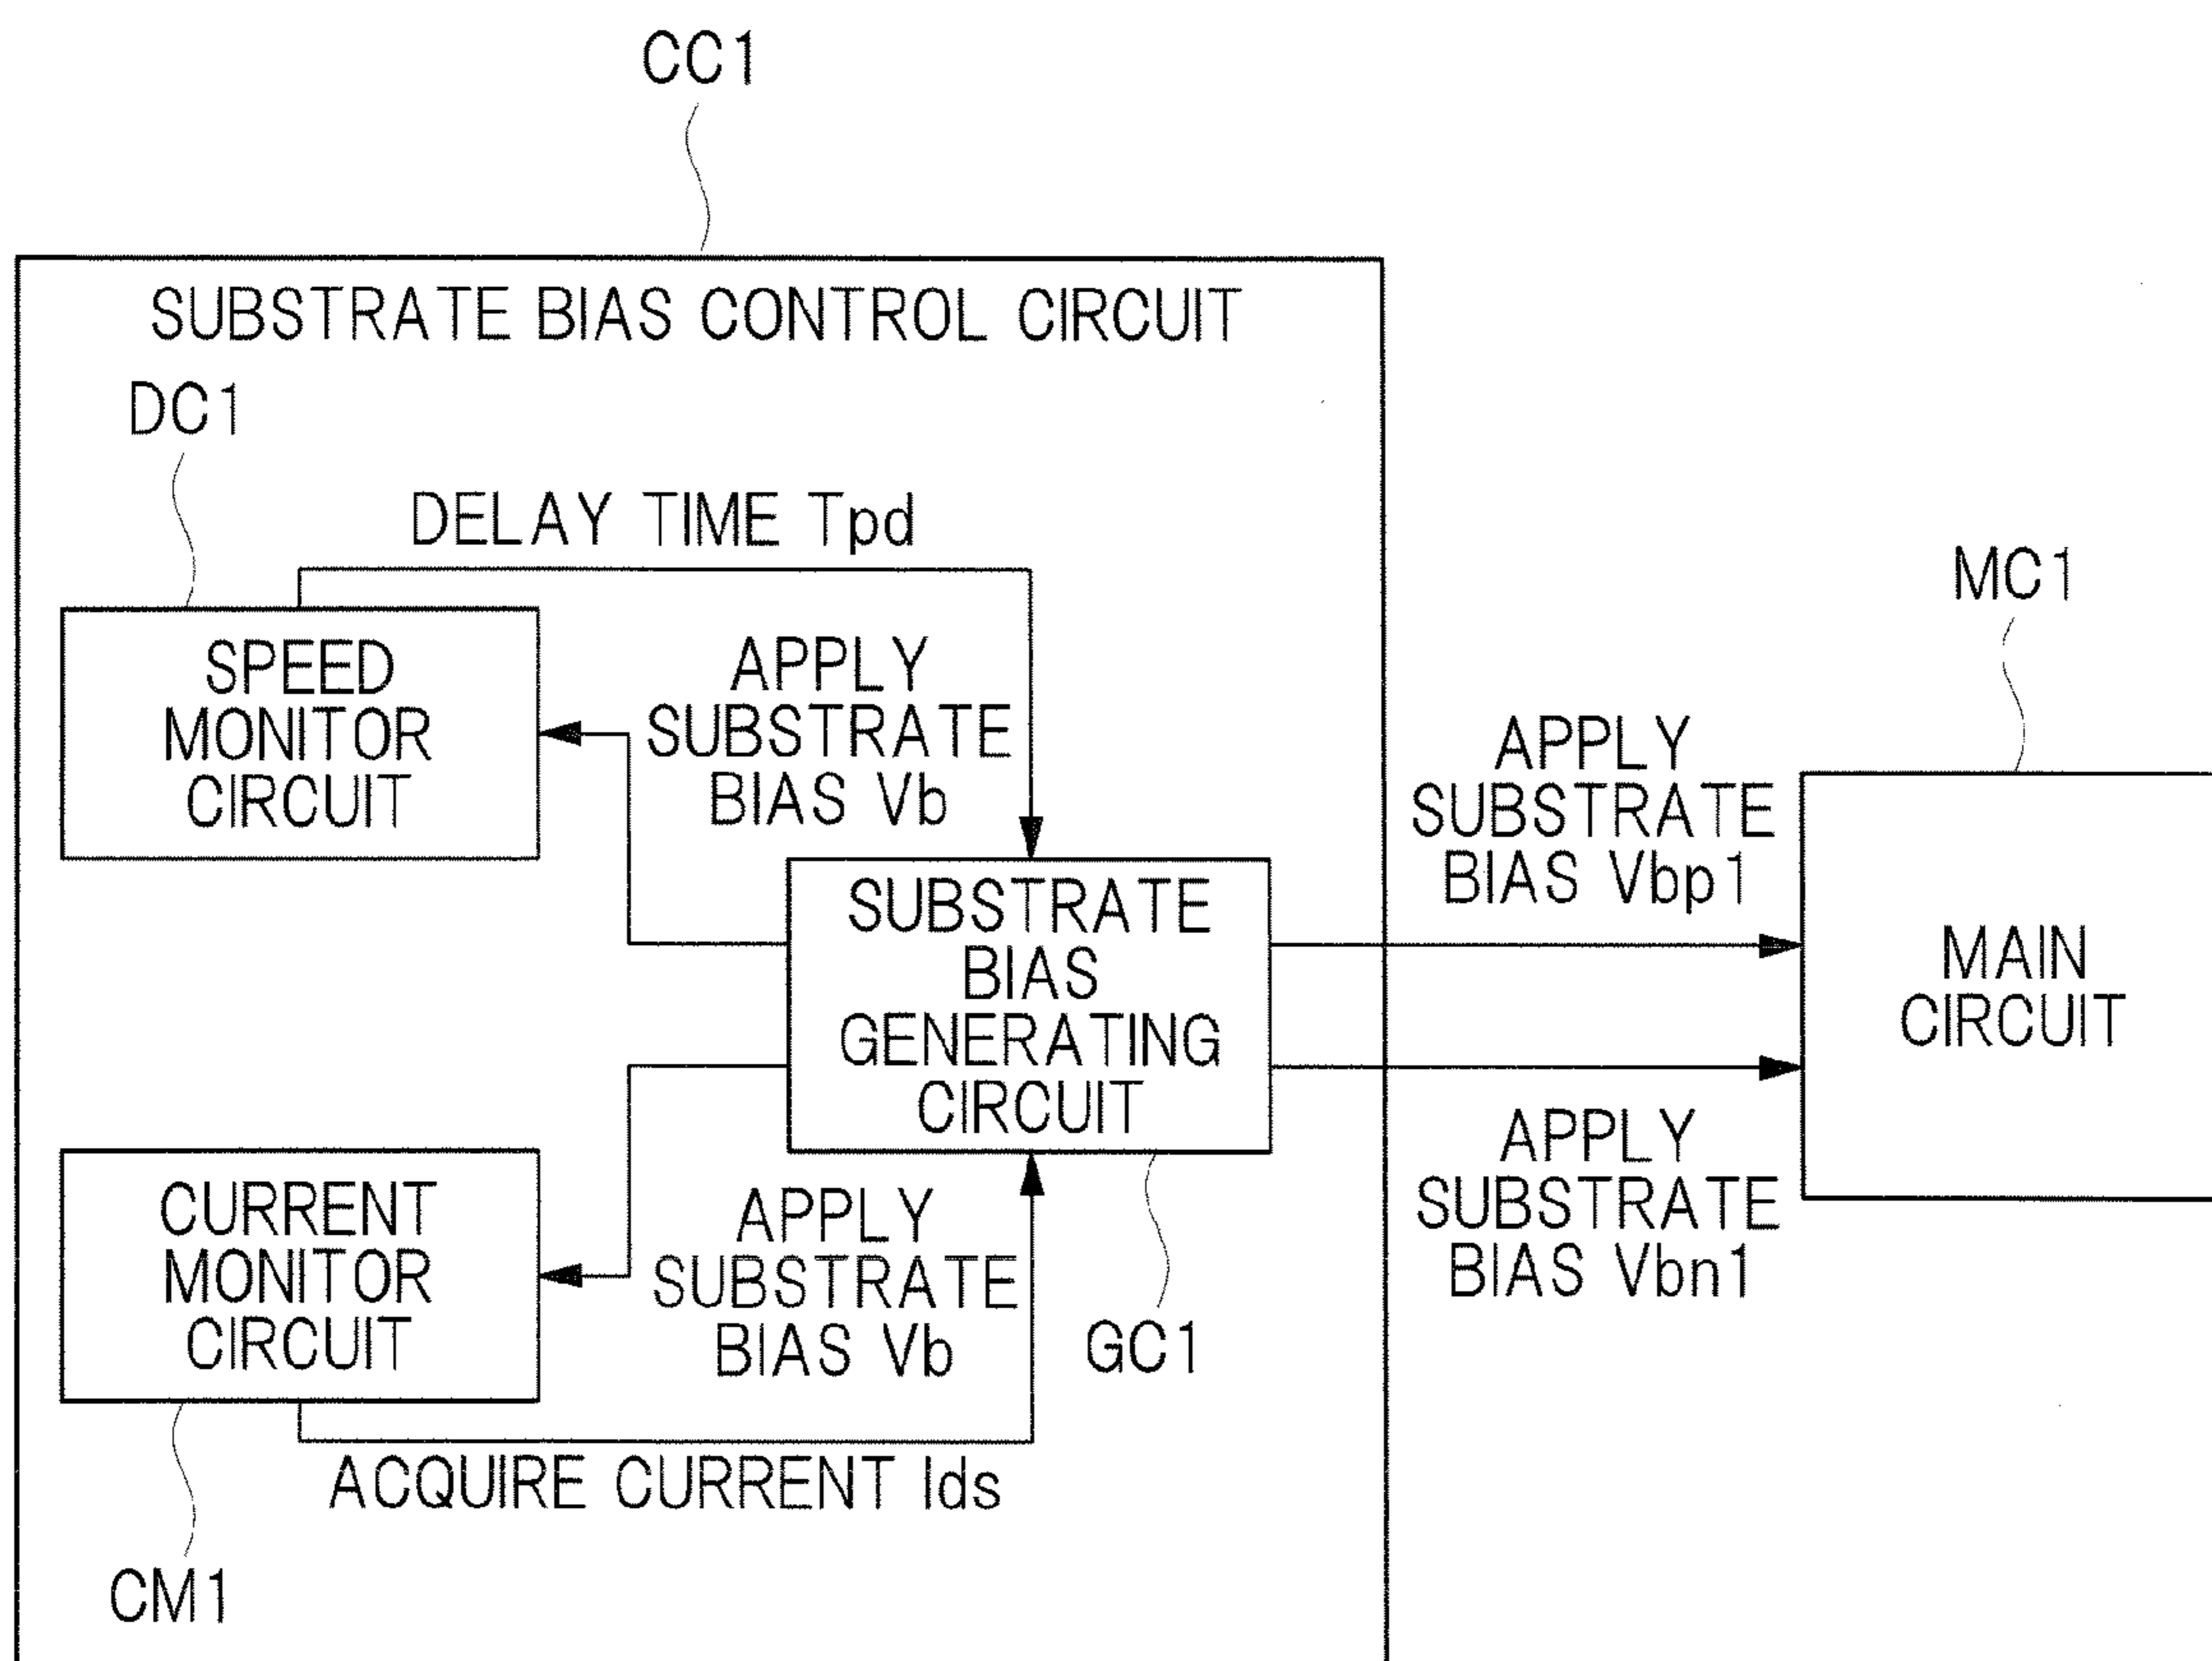 CC1
SUBSTRATE BIAS CONTROL CIRCUIT
DC1
DELAY TIME Tpd
SPEED
MONITOR
CIRCUIT
APPLY
SUBSTRATE
BIAS Vb
SUBSTRATE
BIAS
GENERATING
CIRCUIT
CURRENT
MONITOR
CIRCUIT
APPLY
SUBSTRATE
BIAS Vb
GC1
ACQUIRE CURRENT Ids
CM1
APPLY
SUBSTRATE
BIAS Vbp1
APPLY
SUBSTRATE
BIAS Vbn1
MC1
MAIN
CIRCUIT